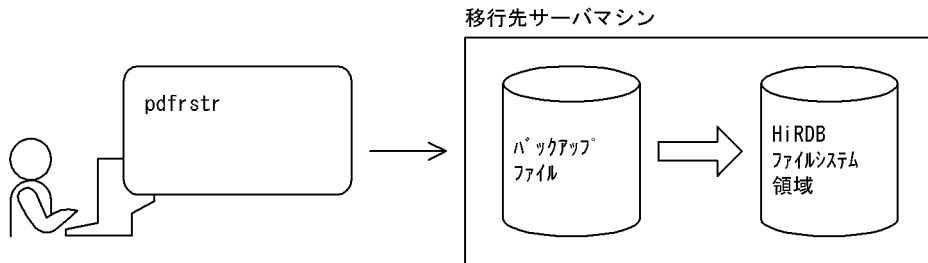 移行先サーバマシン
pdfrstr
ﾊﾞｯｸｱｯﾌﾟ
ﾌｧｲﾙ
HiRDB
ﾌｧｲﾙｼｽﾃﾑ
領域